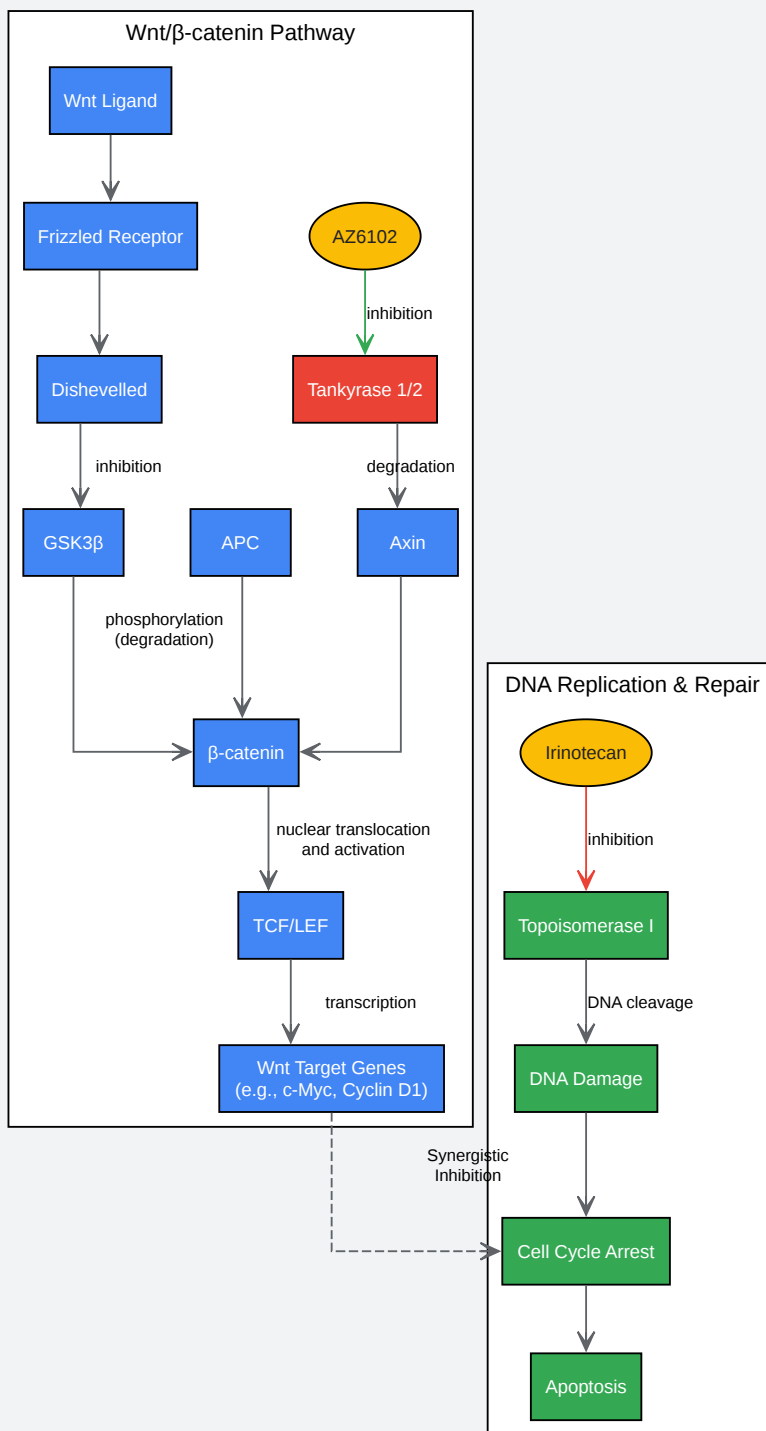 Wnt/β-catenin Pathway
Wnt Ligand
Frizzled Receptor
AZ6102
inhibition
Dishevelled
Tankyrase 1/2
inhibition
degradation
GSK3β
APC
Axin
phosphorylation
(degradation)
β-catenin
nuclear translocation
and activation
TCF/LEF
transcription
Wnt Target Genes
(e.g., c-Myc, Cyclin D1)
DNA Replication & Repair
Irinotecan
inhibition
Topoisomerase I
DNA cleavage
DNA Damage
Synergistic
Inhibition
Cell Cycle Arrest
Apoptosis